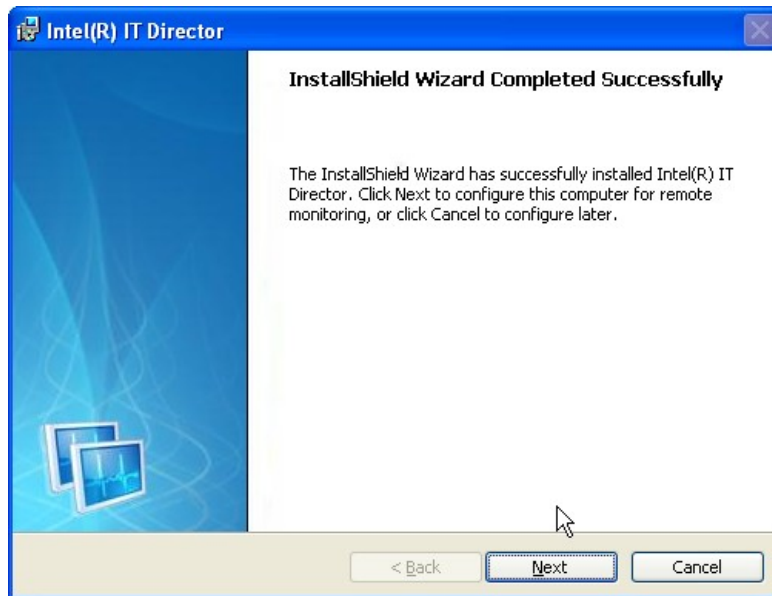 Intel(R) IT Director
InstallShield Wizard Completed Successfully
The InstallShield Wizard has successfully installed Intel(R) IT
Director. Click Next to configure this computer for remote
monitoring, or click Cancel to configure later.
< Back
Next
Cancel